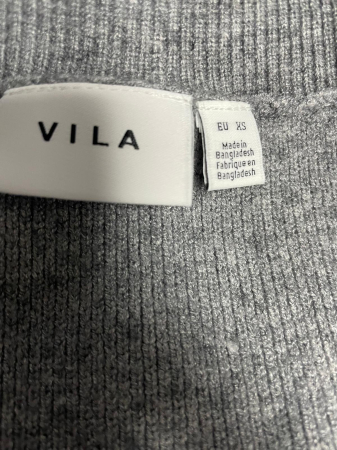 VILA
EU XS
Made in
Bangladesh
Fabriqué en
Bangladesh